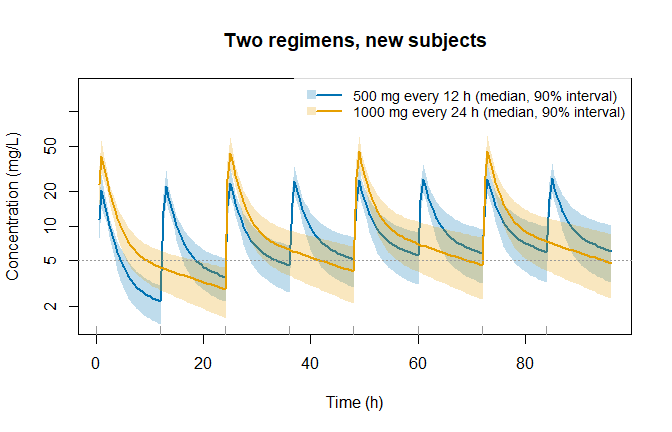 Two regimens, new subjects
500 mg every 12 h (median, 90% interval)
1000 mg every 24 h (median, 90% interval)
Concentration (mg/L)
50
20
10
5
2
0
20
40
60
80
Time (h)